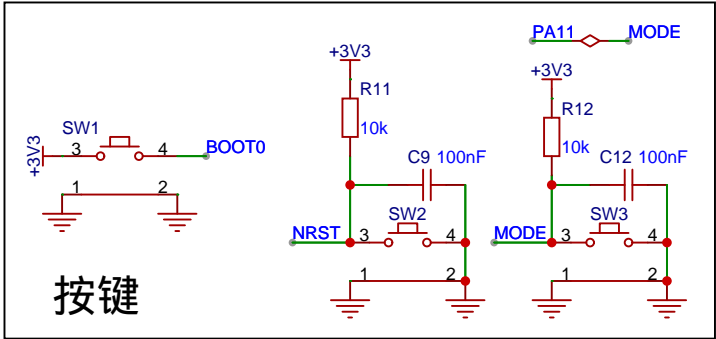 PA11 MODE
+3V3 +3V3
R11 R12
10k 10k
SW1
+3V3 3 4 BOOT0
C9 100nF C12 100nF
1 2
SW2 SW3
NRST 3 4 MODE 3 4
1 2 1 2
按键